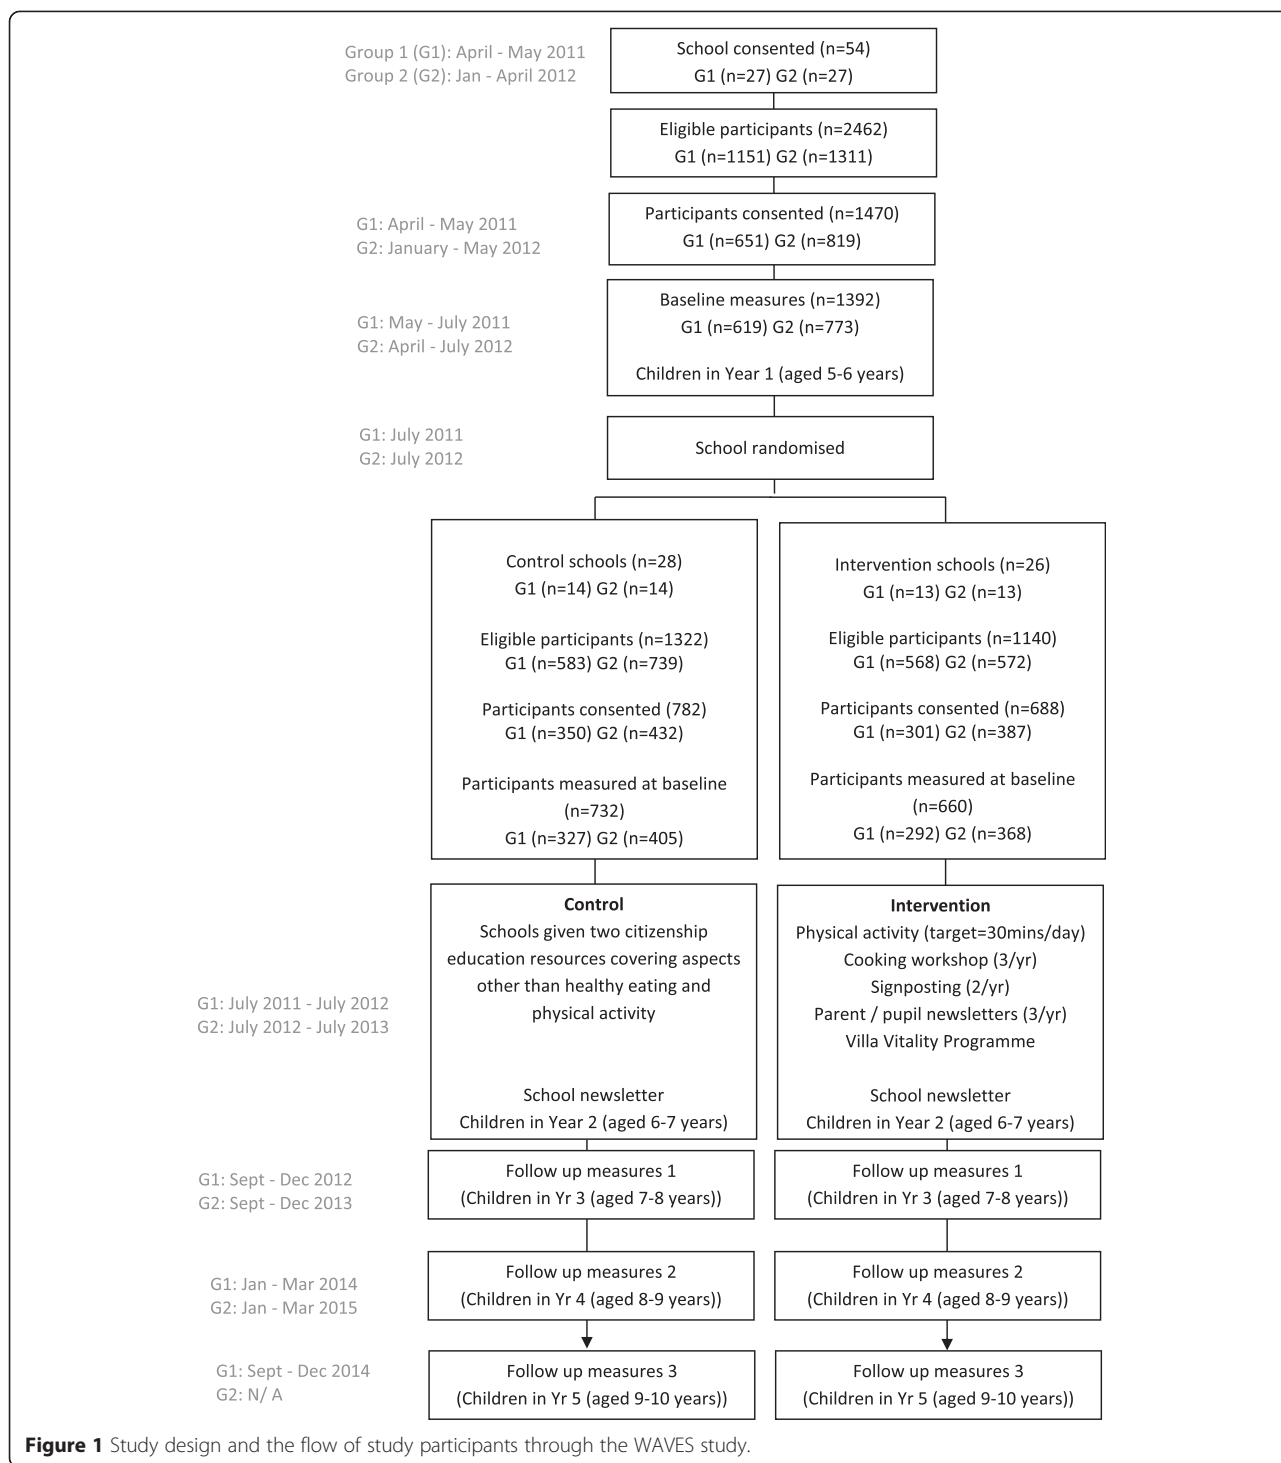 Group 1 (G1): April - May 2011
Group 2 (G2): Jan - April 2012
School consented (n=54)
G1 (n=27) G2 (n=27)
Eligible participants (n=2462)
G1 (n=1151) G2 (n=1311)
G1: April - May 2011
G2: January - May 2012
Participants consented (n=1470)
G1 (n=651) G2 (n=819)
G1: May - July 2011
G2: April - July 2012
Baseline measures (n=1392)
G1 (n=619) G2 (n=773)
Children in Year 1 (aged 5-6 years)
G1: July 2011
G2: July 2012
School randomised
Control schools (n=28)
G1 (n=14) G2 (n=14)
Eligible participants (n=1322)
G1 (n=583) G2 (n=739)
Participants consented (782)
G1 (n=350) G2 (n=432)
Participants measured at baseline
(n=732)
G1 (n=327) G2 (n=405)
Intervention schools (n=26)
G1 (n=13) G2 (n=13)
Eligible participants (n=1140)
G1 (n=568) G2 (n=572)
Participants consented (n=688)
G1 (n=301) G2 (n=387)
Participants measured at baseline
(n=660)
G1 (n=292) G2 (n=368)
G1: July 2011 - July 2012
G2: July 2012 - July 2013
Control
Schools given two citizenship
education resources covering aspects
other than healthy eating and
physical activity
School newsletter
Children in Year 2 (aged 6-7 years)
Intervention
Physical activity (target=30mins/day)
Cooking workshop (3/yr)
Signposting (2/yr)
Parent / pupil newsletters (3/yr)
Villa Vitality Programme
School newsletter
Children in Year 2 (aged 6-7 years)
G1: Sept - Dec 2012
G2: Sept - Dec 2013
Follow up measures 1
(Children in Yr 3 (aged 7-8 years))
Follow up measures 1
(Children in Yr 3 (aged 7-8 years))
G1: Jan - Mar 2014
G2: Jan - Mar 2015
Follow up measures 2
(Children in Yr 4 (aged 8-9 years))
Follow up measures 2
(Children in Yr 4 (aged 8-9 years))
G1: Sept - Dec 2014
G2: N/ A
Follow up measures 3
(Children in Yr 5 (aged 9-10 years))
Follow up measures 3
(Children in Yr 5 (aged 9-10 years))
Figure 1 Study design and the flow of study participants through the WAVES study.